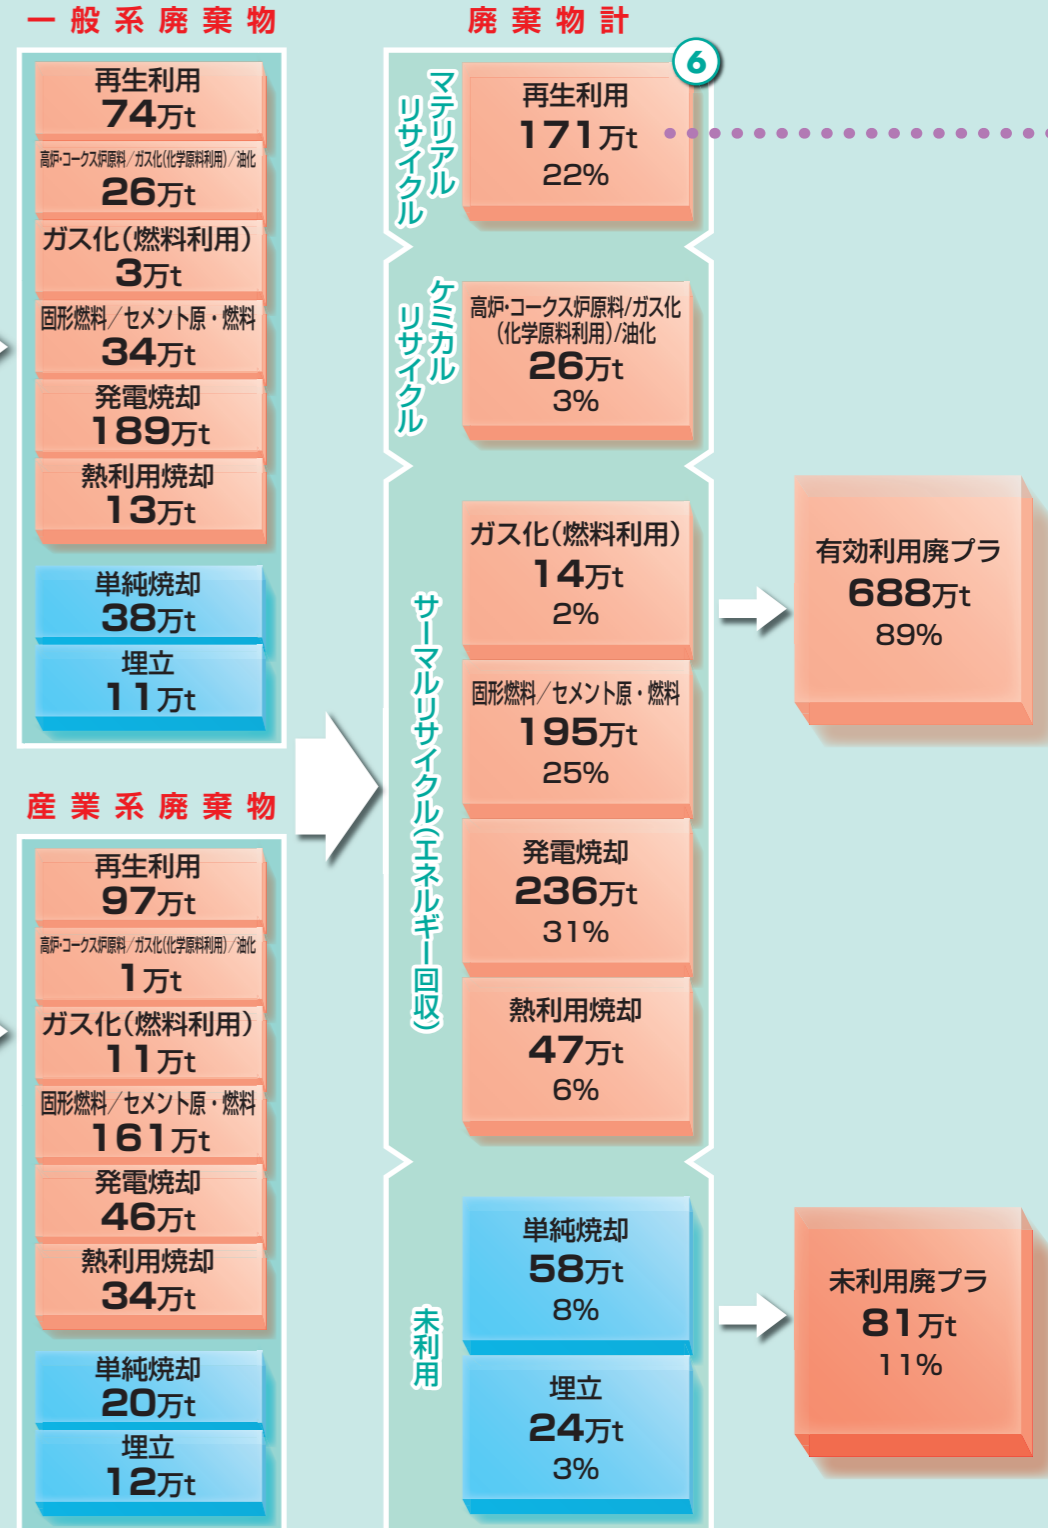 一般系廃棄物
再生利用
74万t
高炉・コークス炉原料/ガス化(化学原料利用)/油化
26万t
ガス化(燃料利用)
3万t
固形燃料/セメント原・燃料
34万t
発電焼却
189万t
熱利用焼却
13万t
単純焼却
38万t
埋立
11万t
産業系廃棄物
再生利用
97万t
高炉・コークス炉原料/ガス化(化学原料利用)/油化
1万t
ガス化(燃料利用)
11万t
固形燃料/セメント原・燃料
161万t
発電焼却
46万t
熱利用焼却
34万t
単純焼却
20万t
埋立
12万t
廃棄物計
6
マテリアル
リサイクル
再生利用
171万t
22%
ケミカル
リサイクル
高炉・コークス炉原料/ガス化
(化学原料利用)/油化
26万t
3%
サーマルリサイクル(エネルギー回収)
ガス化(燃料利用)
14万t
2%
固形燃料/セメント原・燃料
195万t
25%
発電焼却
236万t
31%
熱利用焼却
47万t
6%
未利用
単純焼却
58万t
8%
埋立
24万t
3%
有効利用廃プラ
688万t
89%
未利用廃プラ
81万t
11%